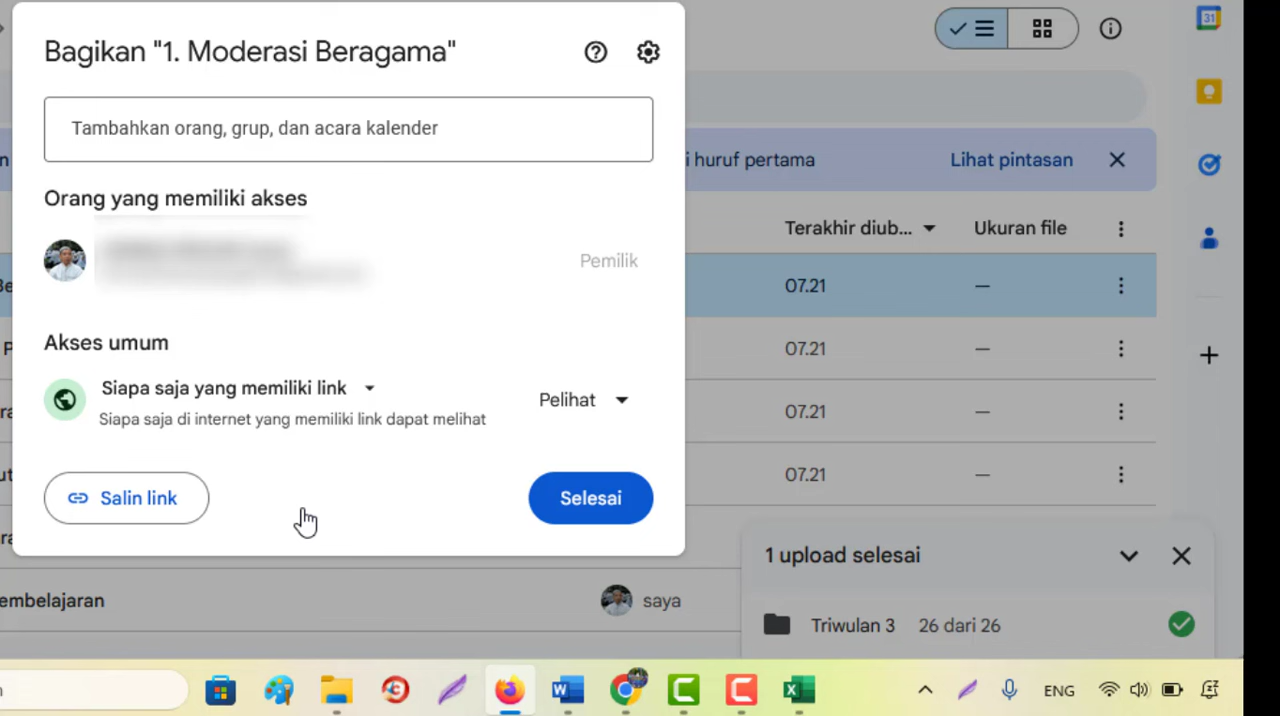 Bagikan "1. Moderasi Beragama"
Tambahkan orang, grup, dan acara kalender
i huruf pertama
Lihat pintasan
Orang yang memiliki akses
Pemilik
Terakhir diub...
Ukuran file
07.21
—
07.21
—
07.21
—
07.21
—
Akses umum
Siapa saja yang memiliki link
Siapa saja di internet yang memiliki link dapat melihat
Pelihat
Salin link
Selesai
embelajaran
saya
1 upload selesai
Triwulan 3
26 dari 26
ENG
31